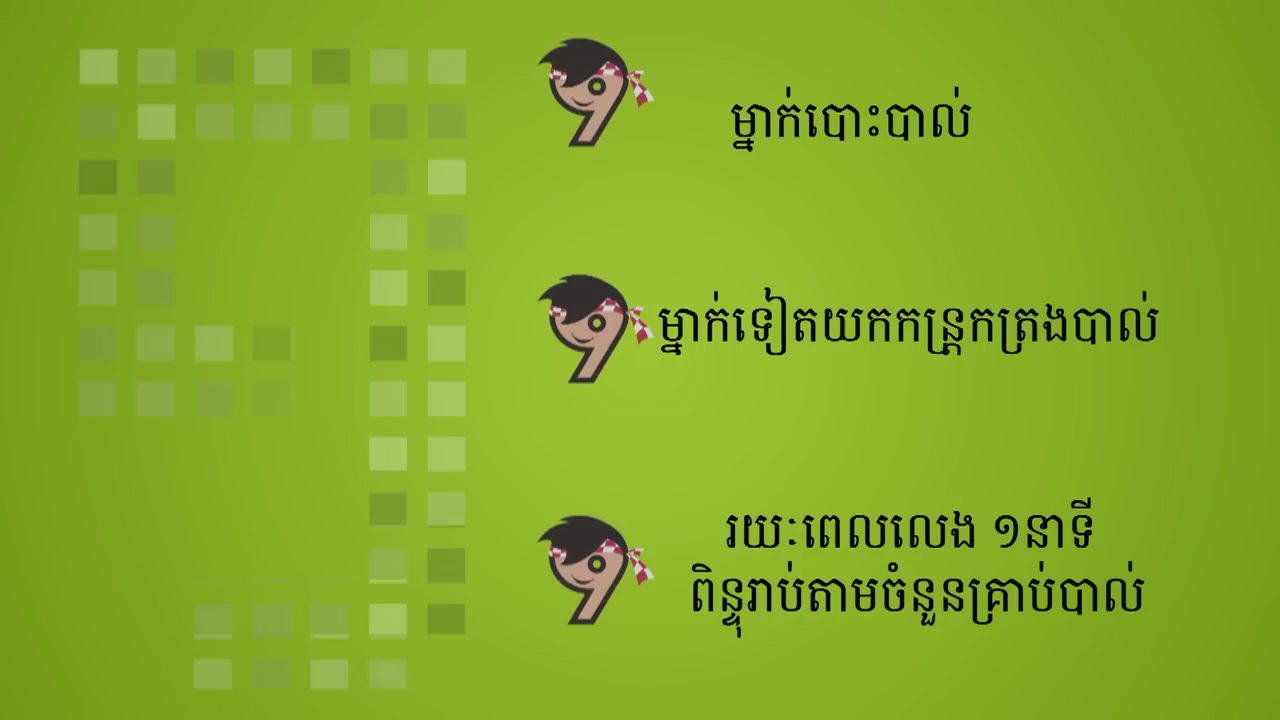 ម្នាក់បោះបាល់
ម្នាក់ទៀតយកកន្ត្រកត្រងបាល់
រយៈពេលលេង ១នាទី
ពិន្ទុរាប់តាមចំនួនគ្រាប់បាល់